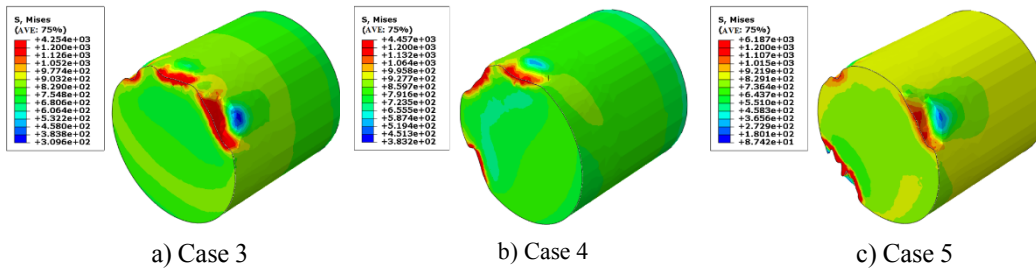 S, Mises
(AVE: 75%)
+4.254e+03
+1.200e+03
+1.126e+03
+1.052e+03
+9.774e+02
+9.032e+02
+8.290e+02
+7.548e+02
+6.806e+02
+6.064e+02
+5.322e+02
+4.580e+02
+3.838e+02
+3.096e+02
S, Mises
(AVE: 75%)
+4.457e+03
+1.200e+03
+1.132e+03
+1.064e+03
+9.958e+02
+9.277e+02
+8.597e+02
+7.916e+02
+7.235e+02
+6.555e+02
+5.874e+02
+5.194e+02
+4.513e+02
+3.832e+02
S, Mises
(AVE: 75%)
+6.187e+03
+1.200e+03
+1.107e+03
+1.015e+03
+9.219e+02
+8.291e+02
+7.364e+02
+6.437e+02
+5.510e+02
+4.583e+02
+3.656e+02
+2.729e+02
+1.801e+02
+8.742e+01
a) Case 3
b) Case 4
c) Case 5